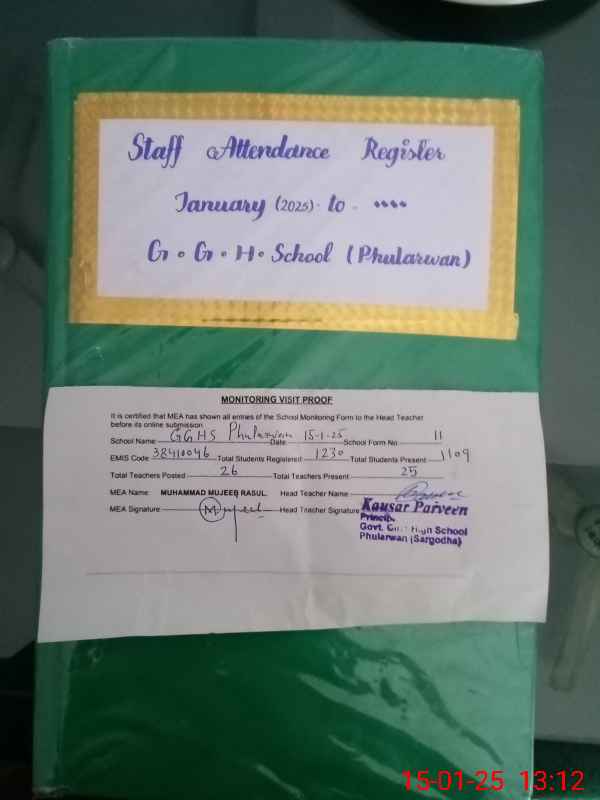 Staff Attendance Register
January (2025) to ....
G.G.H. School (Phularwan)
MONITORING VISIT PROOF
It is certified that MEA has shown all entries of the School Monitoring Form to the Head Teacher
before its online submission
School Name GGHS Phularwan Date 15-1-25 School Form No 11
EMIS Code 38410046 Total Students Registered 1230 Total Students Present 1109
Total Teachers Posted 26 Total Teachers Present 25
MEA Name: MUHAMMAD MUJEEB RASUL. Head Teacher Name
MEA Signature: Mujeeb Head Teacher Signature
Kausar Parveen
Govt. High School
Phularwan (Sargodha)
15-01-25 13:12